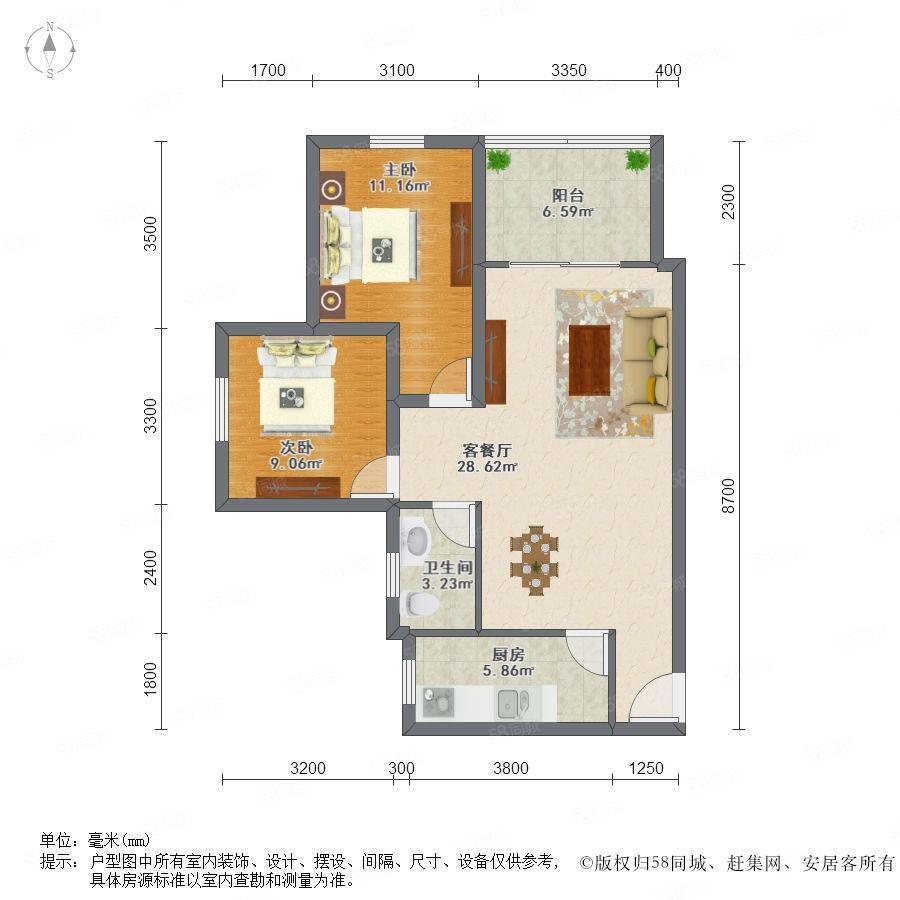 N
S
1700
3100
3350
400
3500
3300
2400
1800
2300
8700
主卧
11.16㎡
阳台
6.59㎡
次卧
9.06㎡
客餐厅
28.62㎡
卫生间
3.23㎡
厨房
5.86㎡
3200
300
3800
1250
单位：毫米(mm)
提示：户型图中所有室内装饰、设计、摆设、间隔、尺寸、设备仅供参考，
具体房源标准以室内查勘和测量为准。
©版权归58同城、赶集网、安居客所有